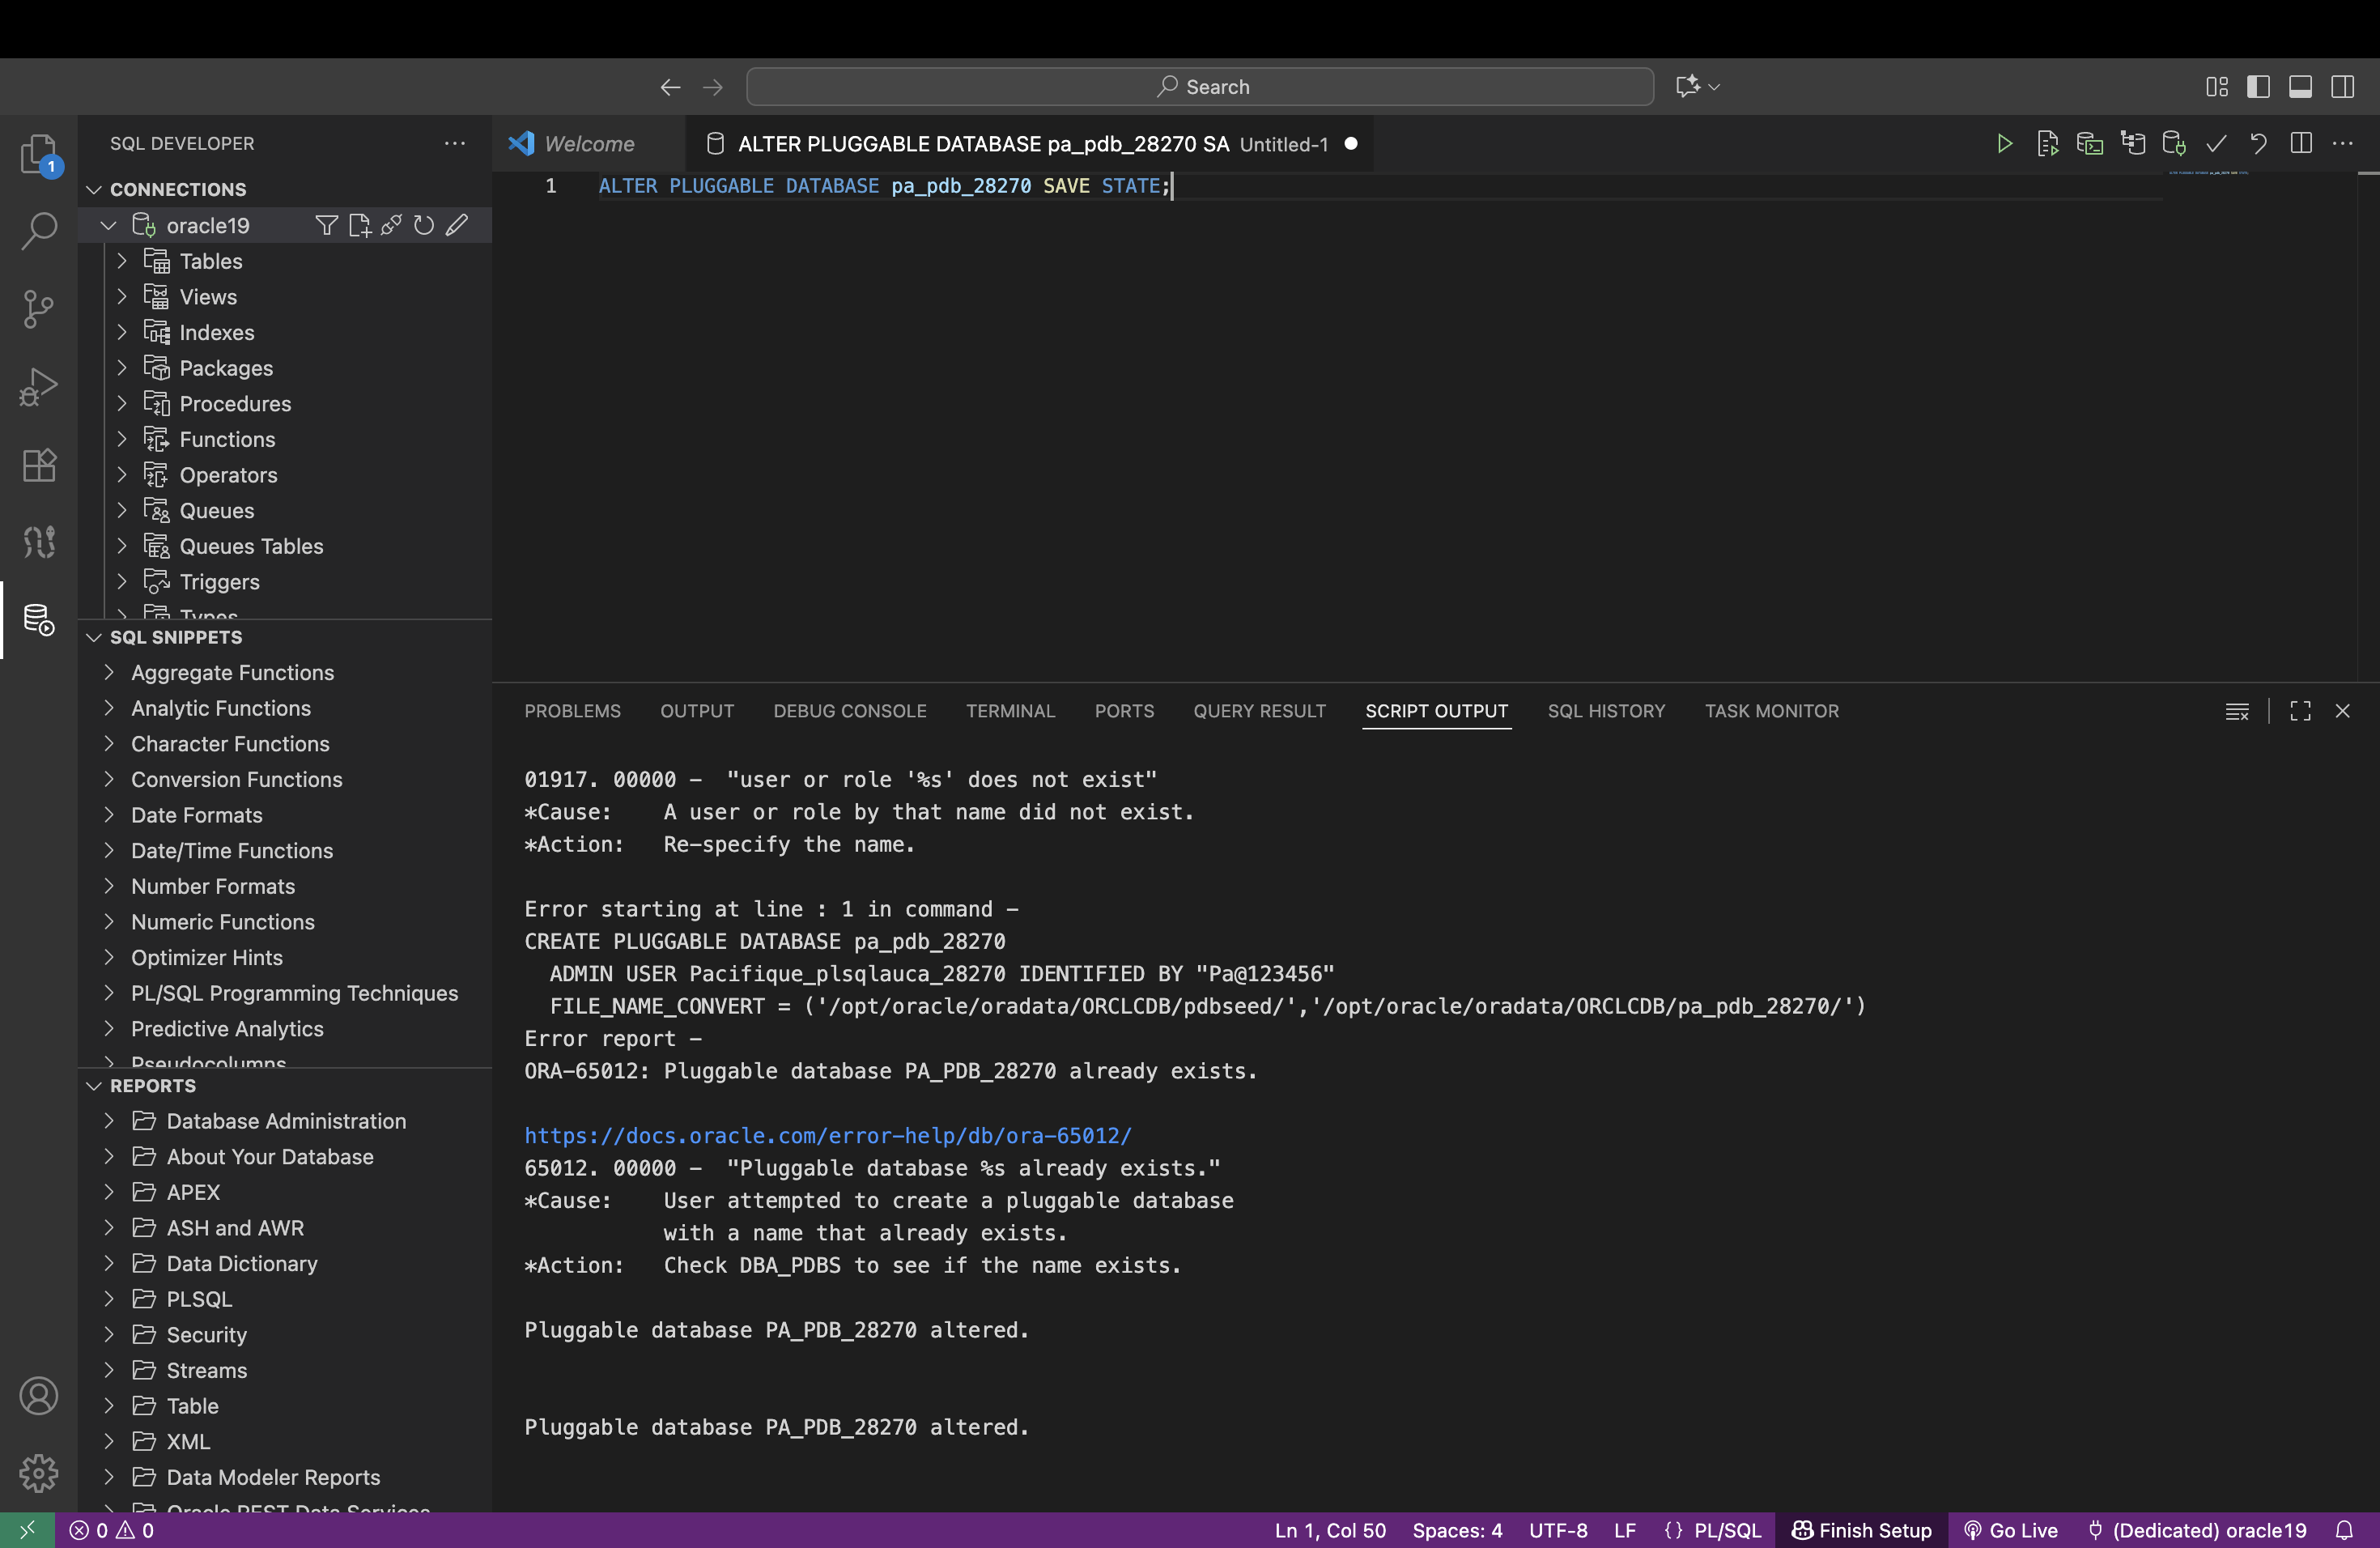 Search
SQL DEVELOPER
Welcome
ALTER PLUGGABLE DATABASE pa_pdb_28270 SA Untitled-1
1
CONNECTIONS
oracle19
Tables
Views
Indexes
Packages
Procedures
Functions
Operators
Queues
Queues Tables
Triggers
Types
SQL SNIPPETS
Aggregate Functions
Analytic Functions
Character Functions
Conversion Functions
Date Formats
Date/Time Functions
Number Formats
Numeric Functions
Optimizer Hints
PL/SQL Programming Techniques
Predictive Analytics
Pseudocolumns
REPORTS
Database Administration
About Your Database
APEX
ASH and AWR
Data Dictionary
PLSQL
Security
Streams
Table
XML
Data Modeler Reports
Oracle REST Data Services
1 ALTER PLUGGABLE DATABASE pa_pdb_28270 SAVE STATE;
PROBLEMS OUTPUT DEBUG CONSOLE TERMINAL PORTS QUERY RESULT SCRIPT OUTPUT SQL HISTORY TASK MONITOR
01917. 00000 -  "user or role '%s' does not exist"
*Cause:    A user or role by that name did not exist.
*Action:   Re-specify the name.
Error starting at line : 1 in command -
CREATE PLUGGABLE DATABASE pa_pdb_28270
  ADMIN USER Pacifique_plsqlauca_28270 IDENTIFIED BY "Pa@123456"
  FILE_NAME_CONVERT = ('/opt/oracle/oradata/ORCLCDB/pdbseed/','/opt/oracle/oradata/ORCLCDB/pa_pdb_28270/')
Error report -
ORA-65012: Pluggable database PA_PDB_28270 already exists.
https://docs.oracle.com/error-help/db/ora-65012/
65012. 00000 -  "Pluggable database %s already exists."
*Cause:    User attempted to create a pluggable database
           with a name that already exists.
*Action:   Check DBA_PDBS to see if the name exists.
Pluggable database PA_PDB_28270 altered.
Pluggable database PA_PDB_28270 altered.
0 0 Ln 1, Col 50 Spaces: 4 UTF-8 LF {} PL/SQL Finish Setup Go Live (Dedicated) oracle19